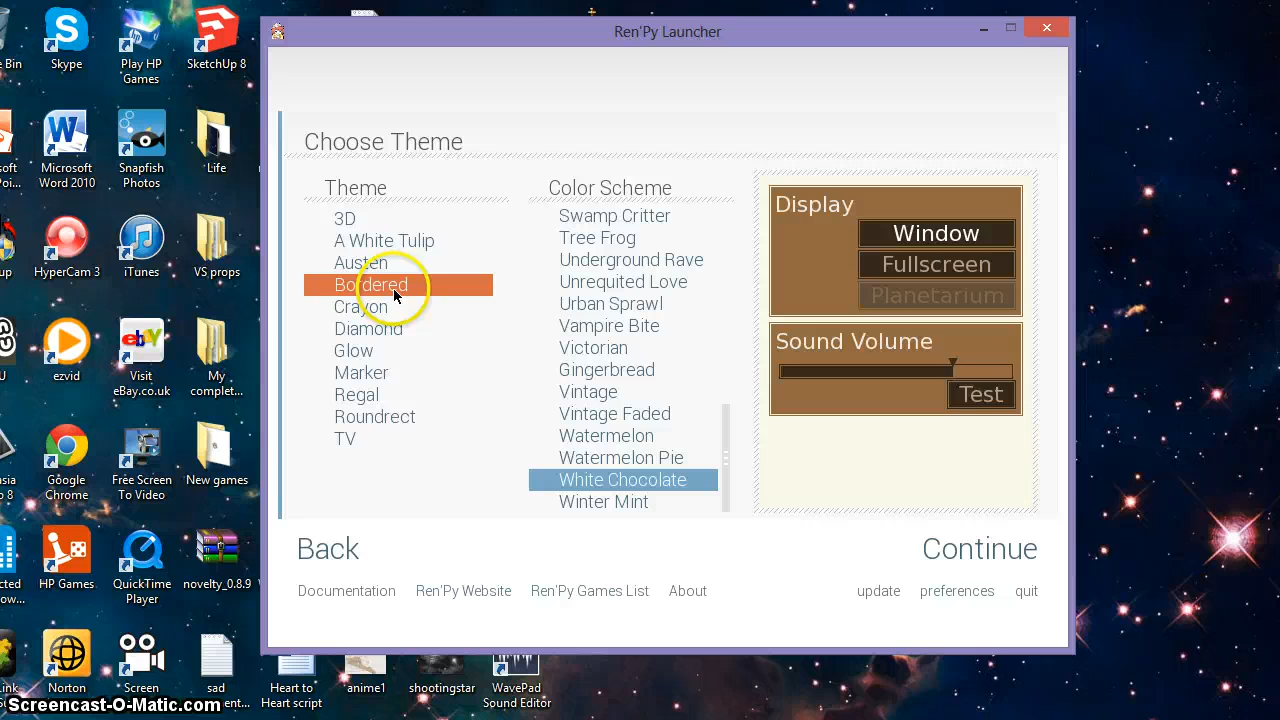 Ren'Py Launcher
Choose Theme
Theme
3D
A White Tulip
Austen
Bordered
Crayon
Diamond
Glow
Marker
Regal
Roundrect
TV
Color Scheme
Swamp Critter
Tree Frog
Underground Rave
Unrequited Love
Urban Sprawl
Vampire Bite
Victorian
Gingerbread
Vintage
Vintage Faded
Watermelon
Watermelon Pie
White Chocolate
Winter Mint
Display
Window
Fullscreen
Planetarium
Sound Volume
Test
Back
Continue
Documentation
Ren'Py Website
Ren'Py Games List
About
update
preferences
quit
Bin
Skype
Play HP
Games
SketchUp 8
Microsoft
Word 2010
Snapfish
Photos
Life
HyperCam 3
iTunes
VS props
ezvid
Visit
eBay.co.uk
My
complet...
Google
Chrome
Free Screen
To Video
New games
HP Games
QuickTime
Player
novelty_0.8.9
Norton
Screen
sad
Heart to
Heart script
anime1
shootingstar
WavePad
Sound Editor
Screencast-O-Matic.com